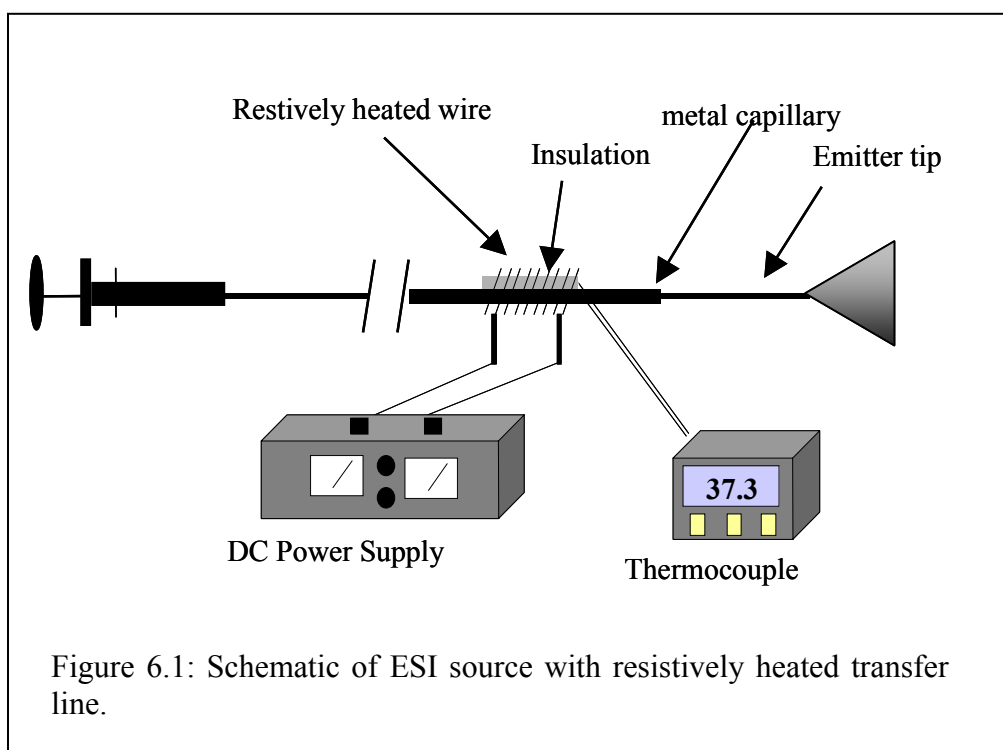 Restively heated wire
metal capillary
Insulation
Emitter tip
37.3
DC Power Supply
Thermocouple
Figure 6.1: Schematic of ESI source with resistively heated transfer
line.